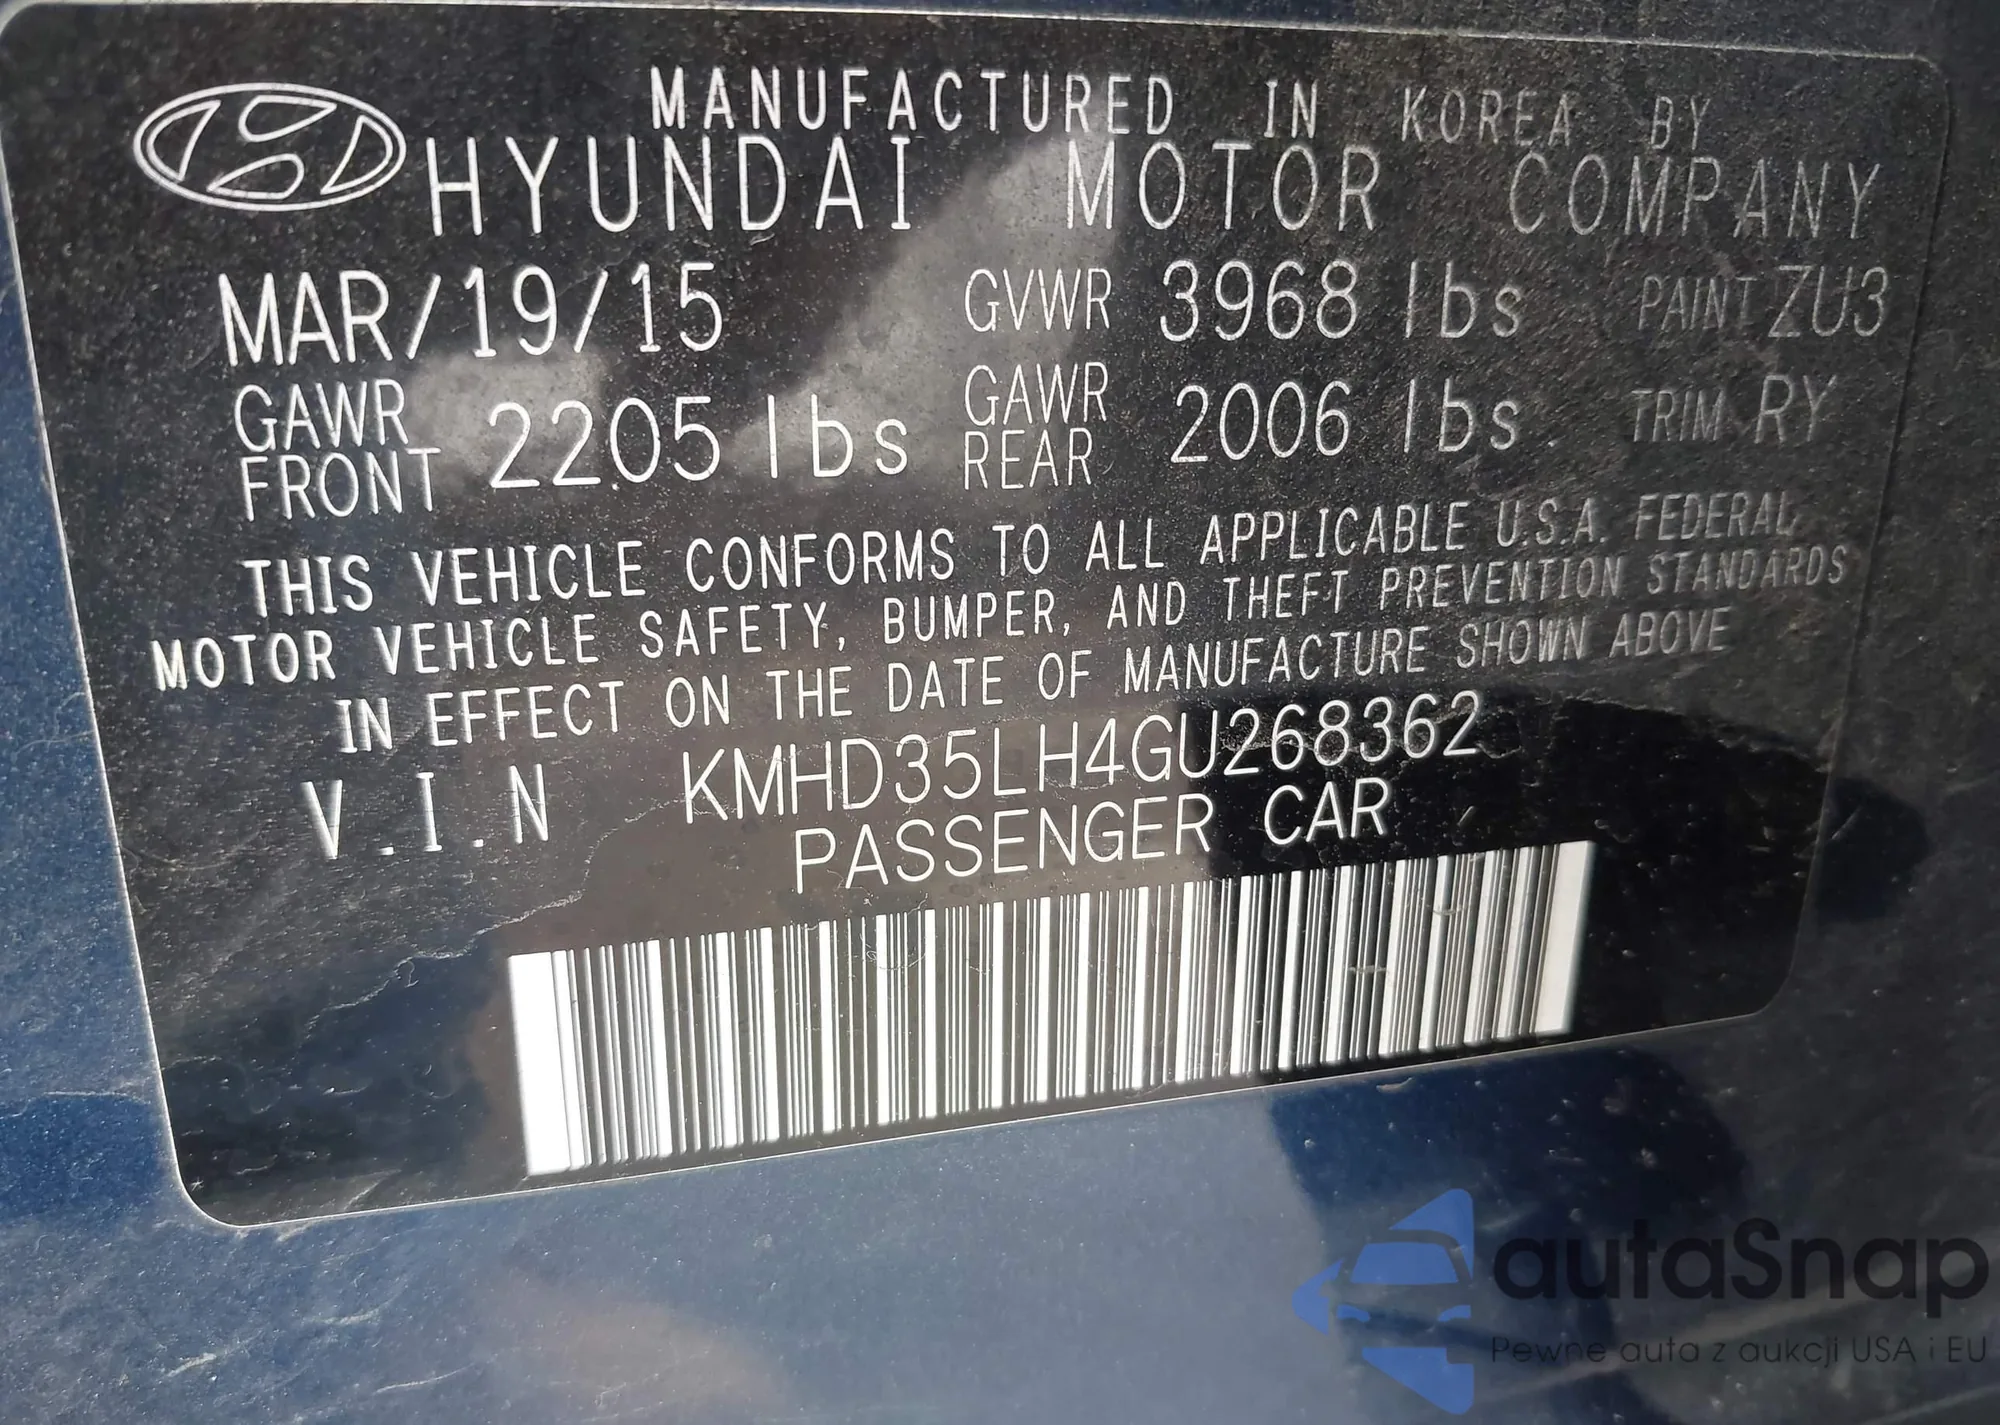 MANUFACTURED IN KOREA BY
HYUNDAI MOTOR COMPANY
MAR/19/15 GVWR 3968 lbs PAINT ZU3
GAWR FRONT 2205 lbs GAWR REAR 2006 lbs TRIM RY
THIS VEHICLE CONFORMS TO ALL APPLICABLE U.S.A. FEDERAL
MOTOR VEHICLE SAFETY, BUMPER, AND THEFT PREVENTION STANDARDS
IN EFFECT ON THE DATE OF MANUFACTURE SHOWN ABOVE
V.I.N KMHD35LH4GU268362
PASSENGER CAR
autaSnap
Pewne auta z aukcji USA i EU